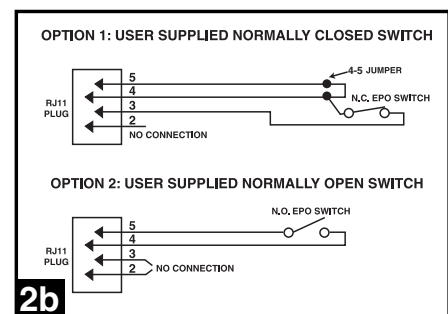 OPTION 1: USER SUPPLIED NORMALLY CLOSED SWITCH
4-5 JUMPER
5
4
N.C. EPO SWITCH
RJ11
PLUG
3
2
NO CONNECTION
OPTION 2: USER SUPPLIED NORMALLY OPEN SWITCH
N.O. EPO SWITCH
5
4
RJ11
PLUG
3
2
NO CONNECTION
2b